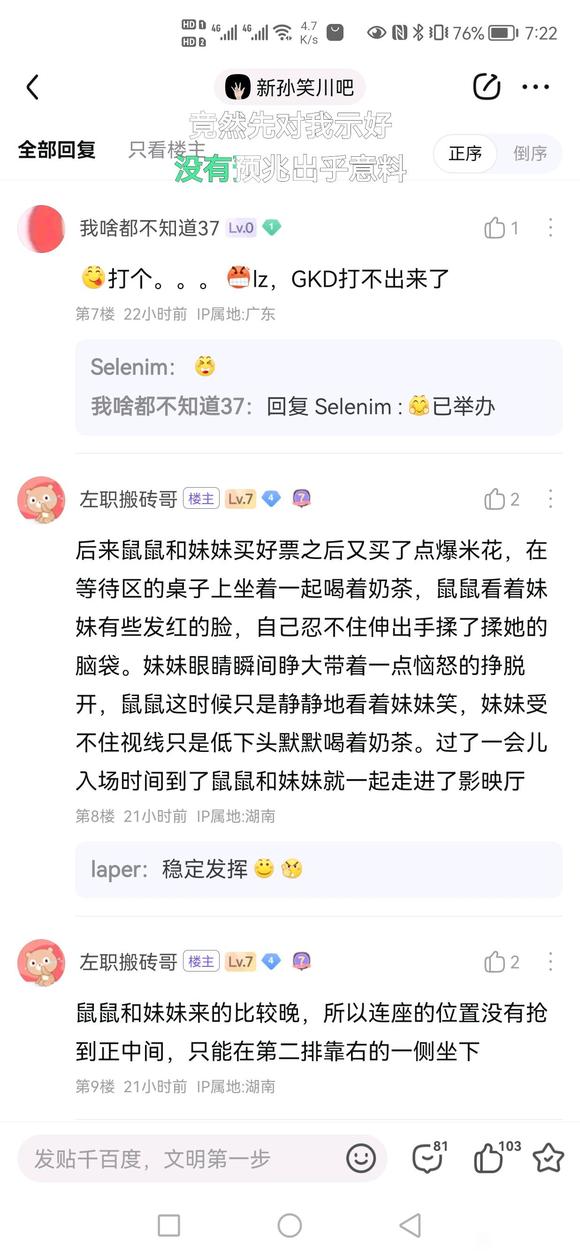 HD 1 4G 4G 4.7 76% 7:22
HD 2 K/s
新孙笑川吧
竟然先对我示好
全部回复 只看楼主 正序 倒序
没有预兆出乎意料
我啥都不知道37 Lv.0 1 1
打个。。。lz，GKD打不出来了
第7楼 22小时前 IP属地:广东
Selenim：
我啥都不知道37：回复 Selenim :已举办
左职搬砖哥 楼主 Lv.7 4 7 2
后来鼠鼠和妹妹买好票之后又买了点爆米花，在
等待区的桌子上坐着一起喝着奶茶，鼠鼠看着妹
妹有些发红的脸，自己忍不住伸出手揉了揉她的
脑袋。妹妹眼睛瞬间睁大带着一点恼怒的挣脱
开，鼠鼠这时候只是静静地看着妹妹笑，妹妹受
不住视线只是低下头默默喝着奶茶。过了一会儿
入场时间到了鼠鼠和妹妹就一起走进了影映厅
第8楼 21小时前 IP属地:湖南
laper：稳定发挥
左职搬砖哥 楼主 Lv.7 4 7 2
鼠鼠和妹妹来的比较晚，所以连座的位置没有抢
到正中间，只能在第二排靠右的一侧坐下
第9楼 21小时前 IP属地:湖南
发贴千百度，文明第一步 81 103